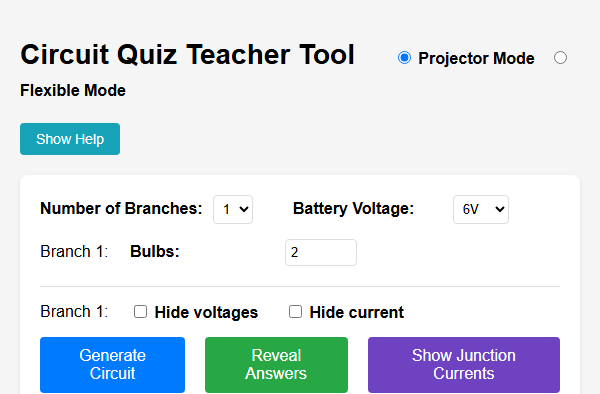 Circuit Quiz Teacher Tool
Projector Mode
Flexible Mode
Show Help
Number of Branches: 1 Battery Voltage: 6V
Branch 1: Bulbs: 2
Branch 1: Hide voltages Hide current
Generate Circuit
Reveal Answers
Show Junction Currents